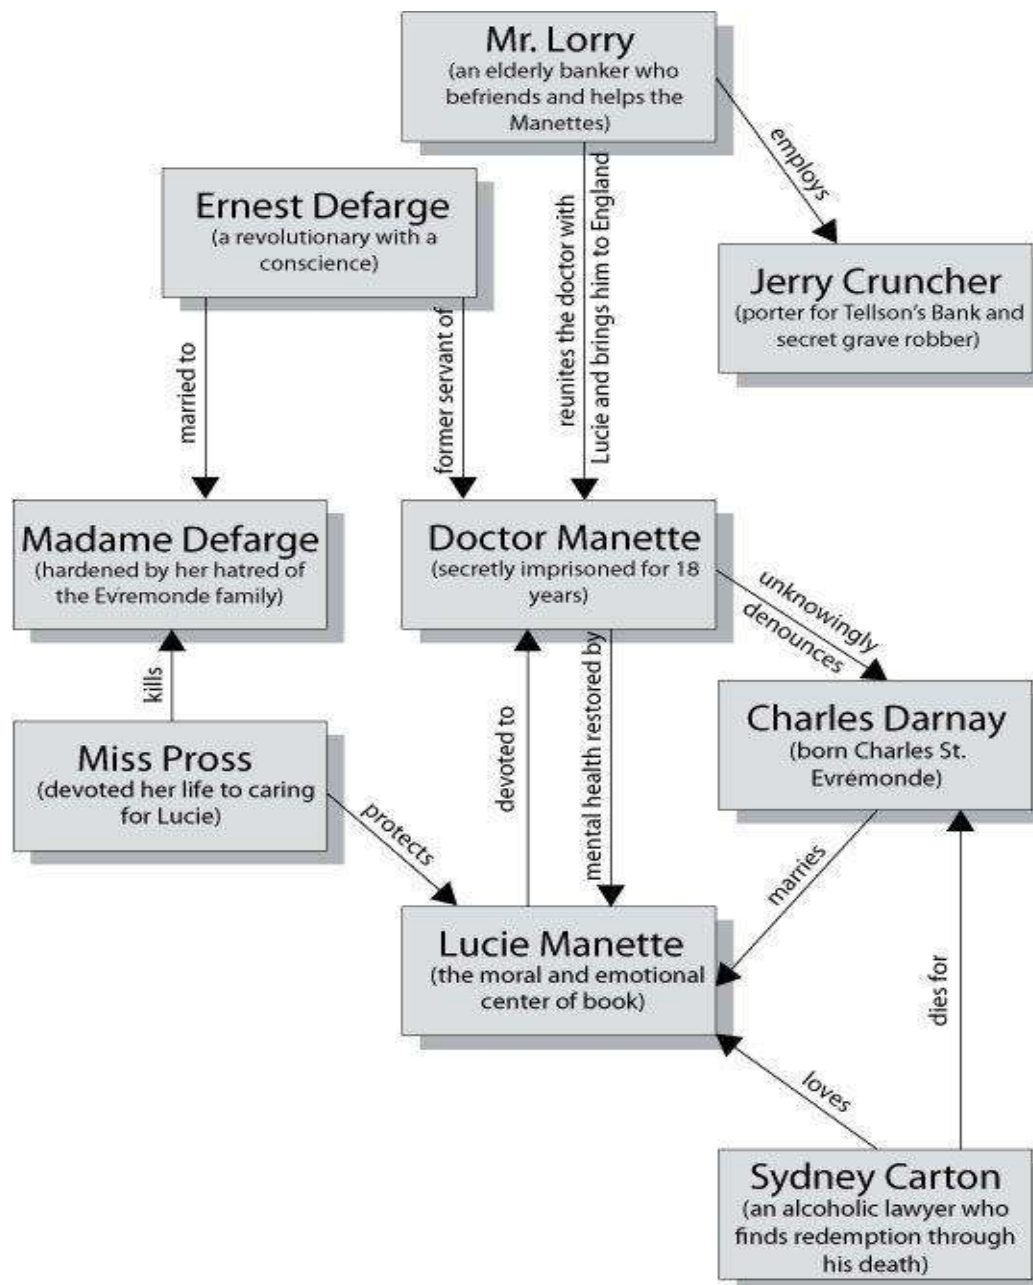 Mr. Lorry
(an elderly banker who
befriends and helps the
Manettes)
employs
Ernest Defarge
(a revolutionary with a
conscience)
reunites the doctor with
Lucie and brings him to England
Jerry Cruncher
(porter for Tellson's Bank and
secret grave robber)
married to
former servant of
Madame Defarge
(hardened by her hatred of
the Evremonde family)
Doctor Manette
(secretly imprisoned for 18
years)
unknowingly
denounces
kills
devoted to
mental health restored by
Charles Darnay
(born Charles St.
Evrémonde)
Miss Pross
(devoted her life to caring
for Lucie)
protects
marries
Lucie Manette
(the moral and emotional
center of book)
dies for
loves
Sydney Carton
(an alcoholic lawyer who
finds redemption through
his death)